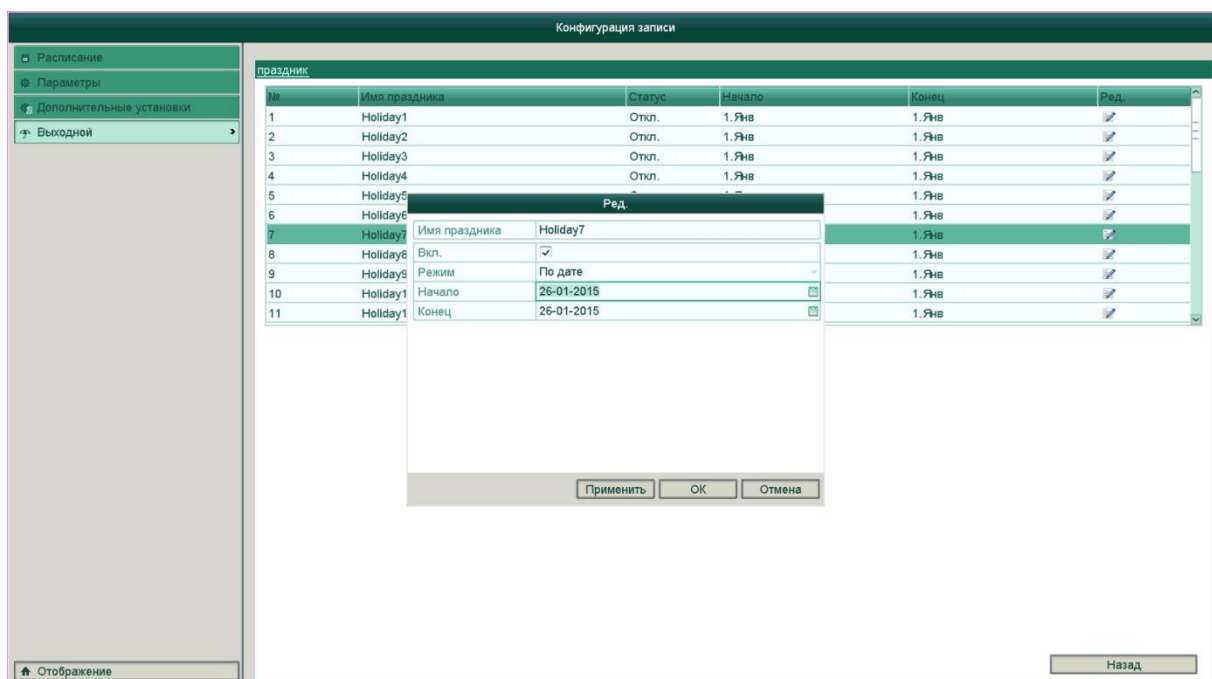 Конфигурация записи
Расписание
Параметры
Дополнительные установки
Выходной
праздник
№ Имя праздника Статус Начало Конец Ред.
1 Holiday1 Откл. 1.Янв 1.Янв
2 Holiday2 Откл. 1.Янв 1.Янв
3 Holiday3 Откл. 1.Янв 1.Янв
4 Holiday4 Откл. 1.Янв 1.Янв
5 Holiday5
6 Holiday6 1.Янв
7 Holiday7 1.Янв
8 Holiday8 1.Янв
9 Holiday9 1.Янв
10 Holiday1 1.Янв
11 Holiday1 1.Янв
Ред.
Имя праздника Holiday7
Вкл.
Режим По дате
Начало 26-01-2015
Конец 26-01-2015
Применить OK Отмена
Отображение
Назад